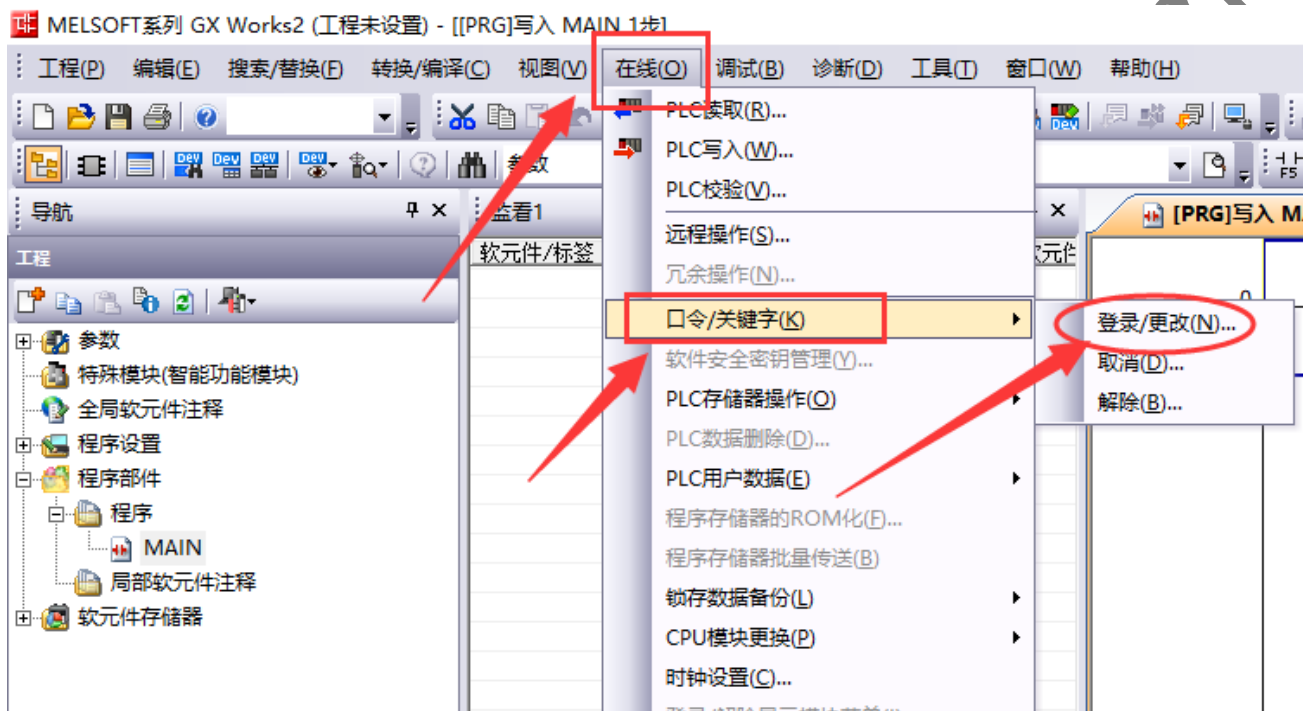 MELSOFT系列 GX Works2 (工程未设置) - [[PRG]写入 MAIN 1步]
工程(P) 编辑(E) 搜索/替换(F) 转换/编译(C) 视图(V) 在线(O) 调试(B) 诊断(D) 工具(T) 窗口(W) 帮助(H)
参数
导航
监看1
[PRG]写入 M
工程
软元件/标签
参数
特殊模块(智能功能模块)
全局软元件注释
程序设置
程序部件
程序
MAIN
局部软元件注释
软元件存储器
PLC读取(R)...
PLC写入(W)...
PLC校验(V)...
远程操作(S)...
冗余操作(N)...
口令/关键字(K)
软件安全密钥管理(Y)...
PLC存储器操作(O)
PLC数据删除(D)...
PLC用户数据(E)
程序存储器的ROM化(F)...
程序存储器批量传送(B)
锁存数据备份(L)
CPU模块更换(P)
时钟设置(C)...
登录/更改(N)...
取消(D)...
解除(B)...